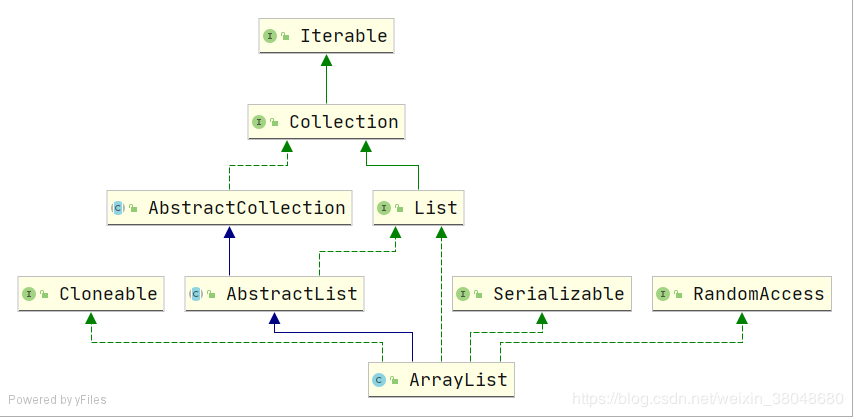 Iterable
Collection
AbstractCollection
List
Cloneable
AbstractList
Serializable
RandomAccess
ArrayList
Powered by yFiles
https://blog.csdn.net/weixin_38048680